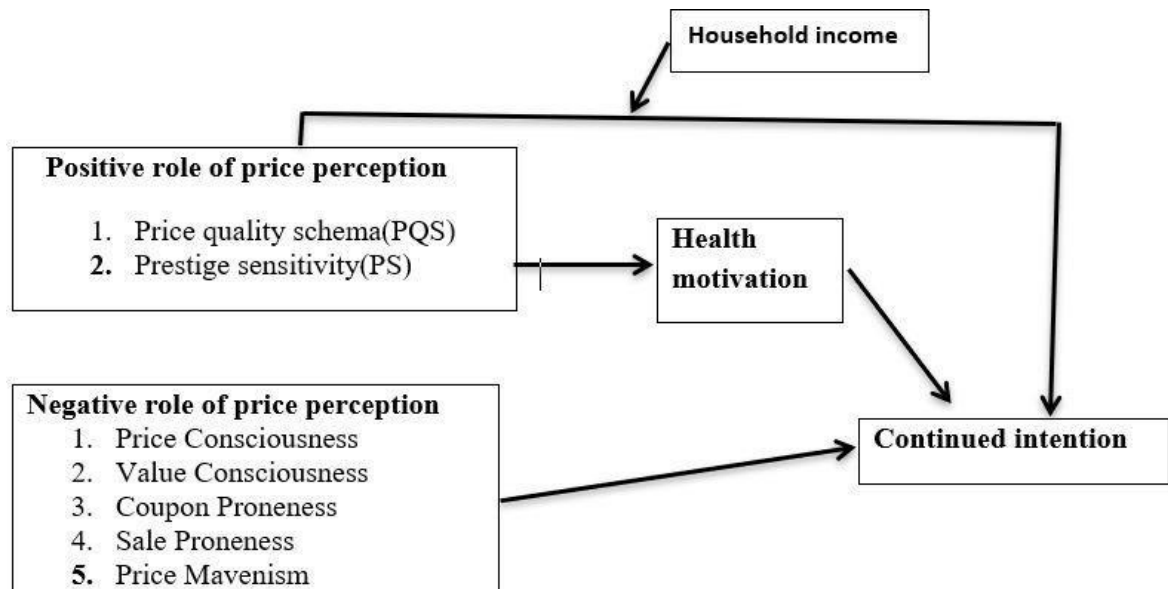 Household income
Positive role of price perception
1. Price quality schema(PQS)
2. Prestige sensitivity(PS)
Health
motivation
Negative role of price perception
1. Price Consciousness
2. Value Consciousness
3. Coupon Proneness
4. Sale Proneness
5. Price Mavenism
Continued intention